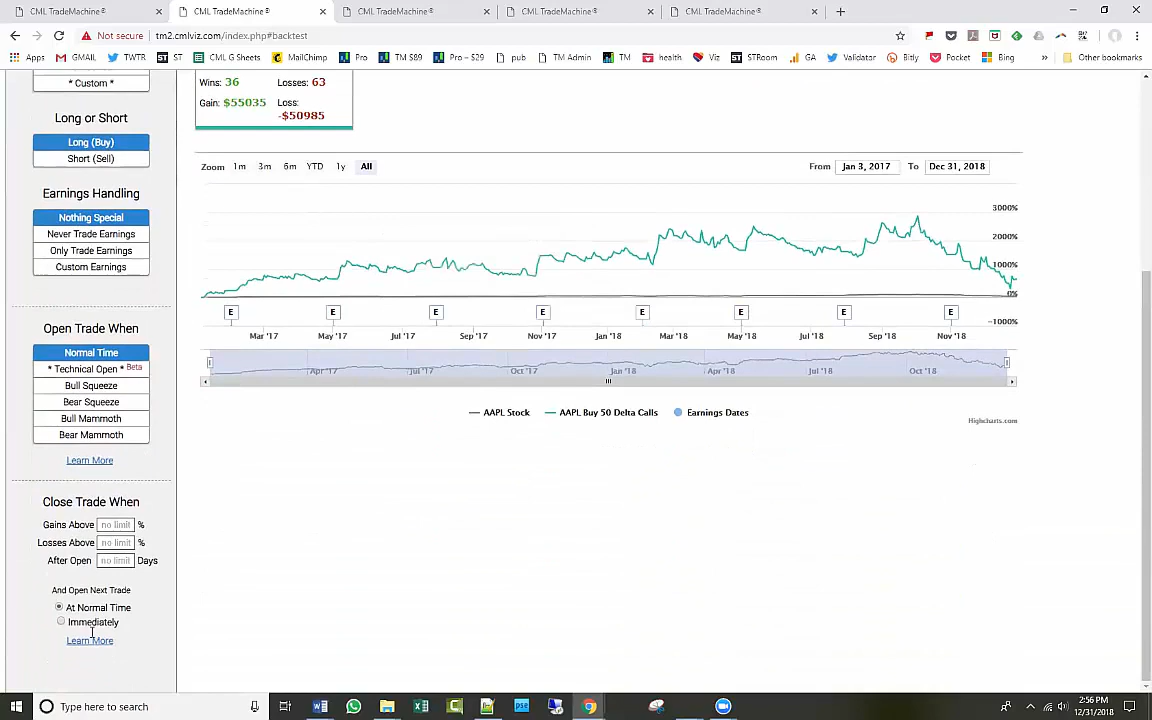 CML TradeMachine® CML TradeMachine® CML TradeMachine® CML TradeMachine® CML TradeMachine®
Not secure tm2.cmlviz.com/index.php#backtest
Apps GMAIL TWTR ST CML G Sheets MailChimp Pro TM $89 Pro - $29 pub TM Admin TM health Viz STRoom GA Validator Bitly Pocket Bing » Other bookmarks
* Custom *
Wins: 36 Losses: 63
Gain: $55035 Loss:
-$50985
Long or Short
Long (Buy)
Short (Sell)
Zoom 1m 3m 6m YTD 1y All From Jan 3, 2017 To Dec 31, 2018
Earnings Handling
Nothing Special
Never Trade Earnings
Only Trade Earnings
Custom Earnings
3000%
2000%
1000%
0%
-1000%
E E E E E E E E
Mar '17 May '17 Jul '17 Sep '17 Nov '17 Jan '18 Mar '18 May '18 Jul '18 Sep '18 Nov '18
Apr '17 Jul '17 Oct '17 Jan '18 Apr '18 Jul '18 Oct '18
AAPL Stock AAPL Buy 50 Delta Calls Earnings Dates
Highcharts.com
Open Trade When
Normal Time
* Technical Open * Beta
Bull Squeeze
Bear Squeeze
Bull Mammoth
Bear Mammoth
Learn More
Close Trade When
Gains Above no limit %
Losses Above no limit %
After Open no limit Days
And Open Next Trade
At Normal Time
Immediately
Learn More
Type here to search
2:56 PM
12/31/2018